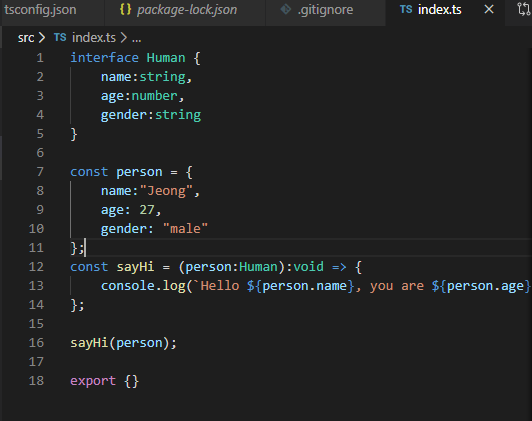 tsconfig.json {} package-lock.json .gitignore TS index.ts ×
src > TS index.ts > ...
1 interface Human {
2     name:string,
3     age:number,
4     gender:string
5 }
6
7 const person = {
8     name:"Jeong",
9     age: 27,
10     gender: "male"
11 };
12 const sayHi = (person:Human):void => {
13     console.log(`Hello ${person.name}, you are ${person.age}
14 };
15
16 sayHi(person);
17
18 export {}